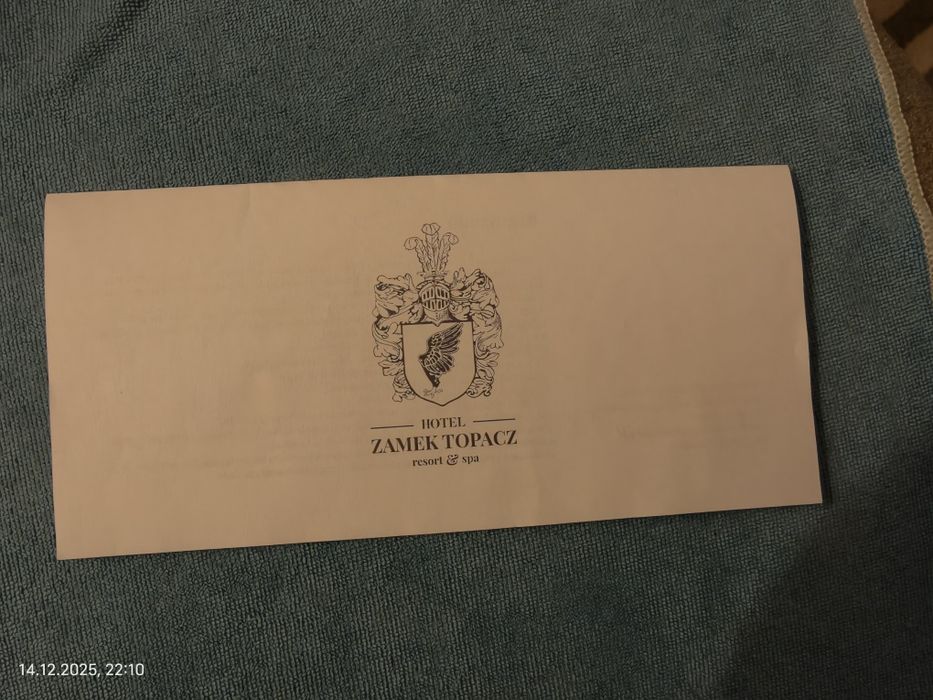 HOTEL
ZAMEK TOPACZ
resort & spa
14.12.2025, 22:10